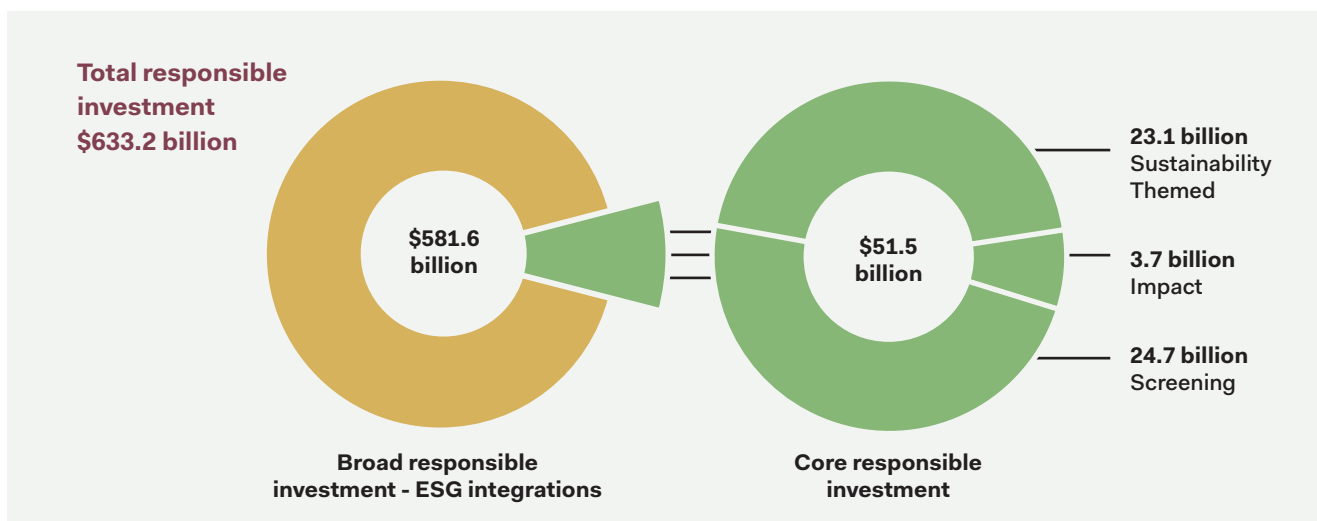 Total responsible
investment
$633.2 billion
$581.6
billion
Broad responsible
investment - ESG integrations
$51.5
billion
Core responsible
investment
23.1 billion
Sustainability
Themed
3.7 billion
Impact
24.7 billion
Screening